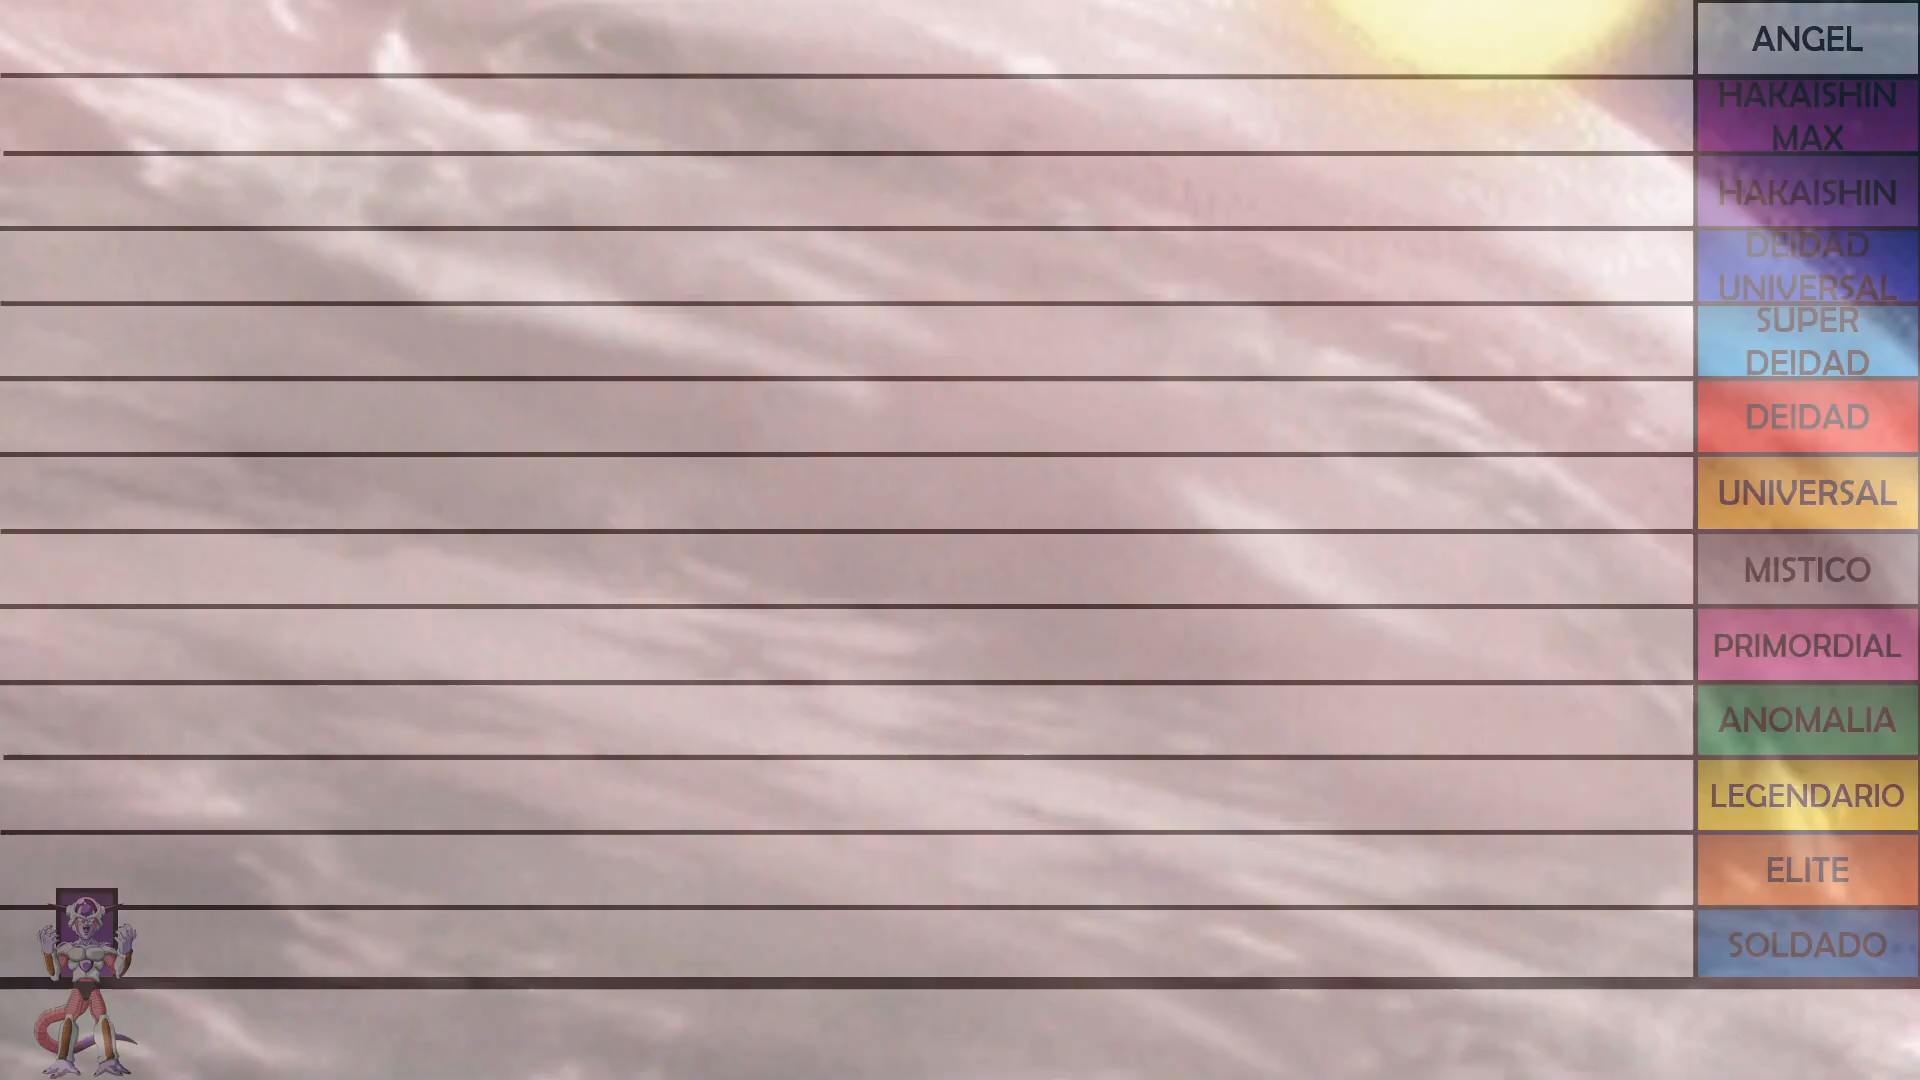 ANGEL
HAKAISHIN
MAX
HAKAISHIN
DEIDAD
UNIVERSAL
SUPER
DEIDAD
DEIDAD
UNIVERSAL
MISTICO
PRIMORDIAL
ANOMALIA
LEGENDARIO
ELITE
SOLDADO